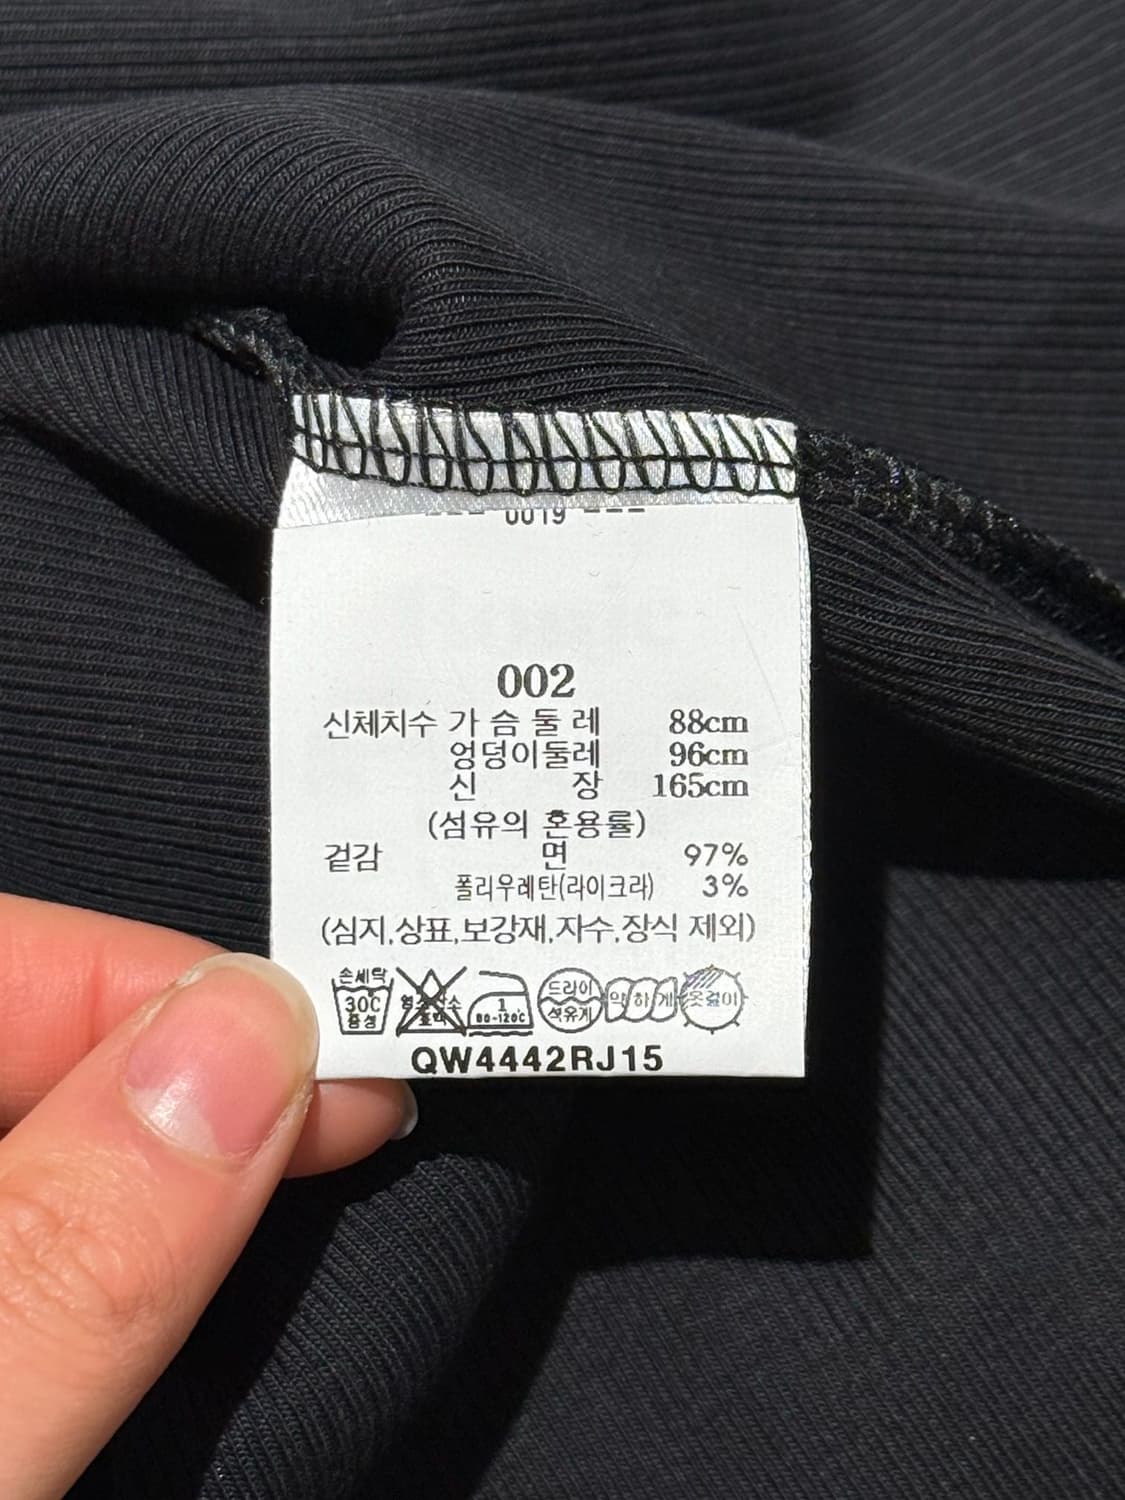 0019 ---
002
신체치수 가 슴 둘 레 88cm
엉덩이둘레 96cm
신 장 165cm
(섬유의 혼용률)
겉감 면 97%
폴리우레탄(라이크라) 3%
(심지,상표,보강재,자수,장식 제외)
손세탁
30C
중성
1
80-120℃
드라이
석유계
약하게
옷걸이
QW4442RJ15